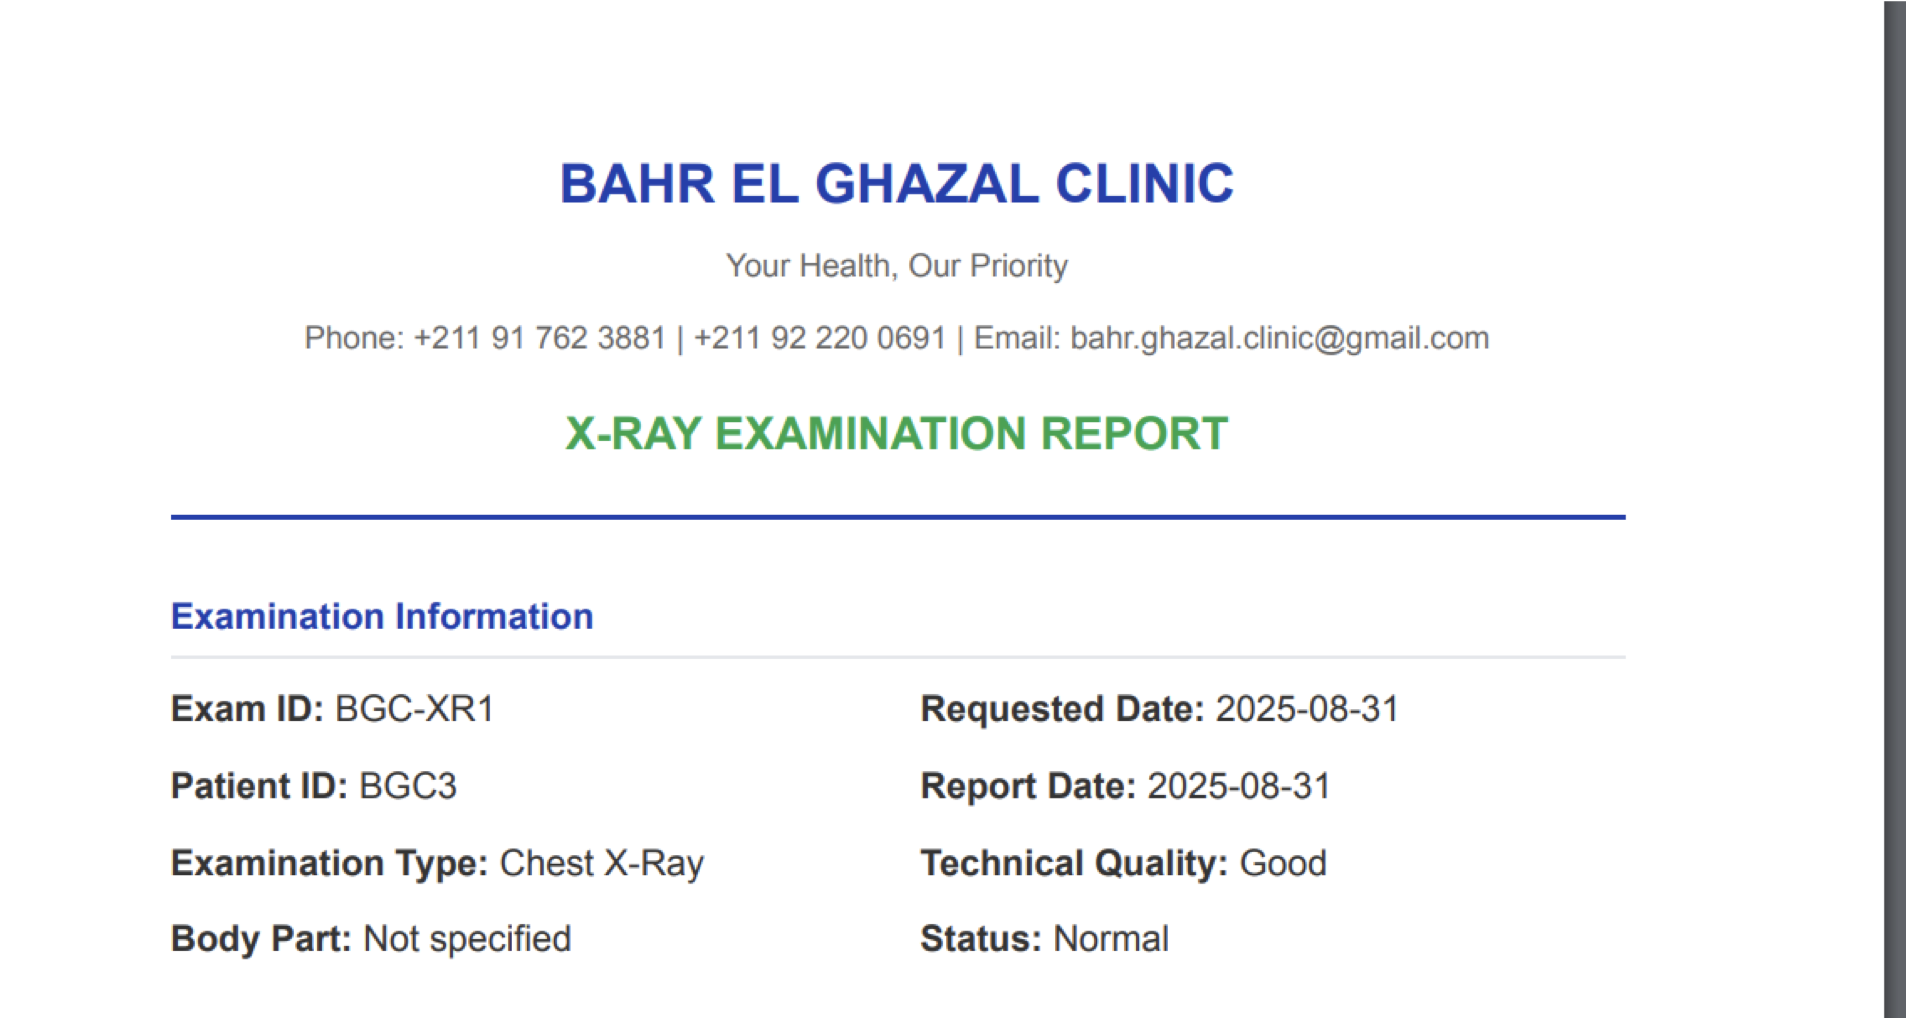 BAHR EL GHAZAL CLINIC
Your Health, Our Priority
Phone: +211 91 762 3881 | +211 92 220 0691 | Email: bahr.ghazal.clinic@gmail.com
X-RAY EXAMINATION REPORT
Examination Information
Exam ID: BGC-XR1
Requested Date: 2025-08-31
Patient ID: BGC3
Report Date: 2025-08-31
Examination Type: Chest X-Ray
Technical Quality: Good
Body Part: Not specified
Status: Normal